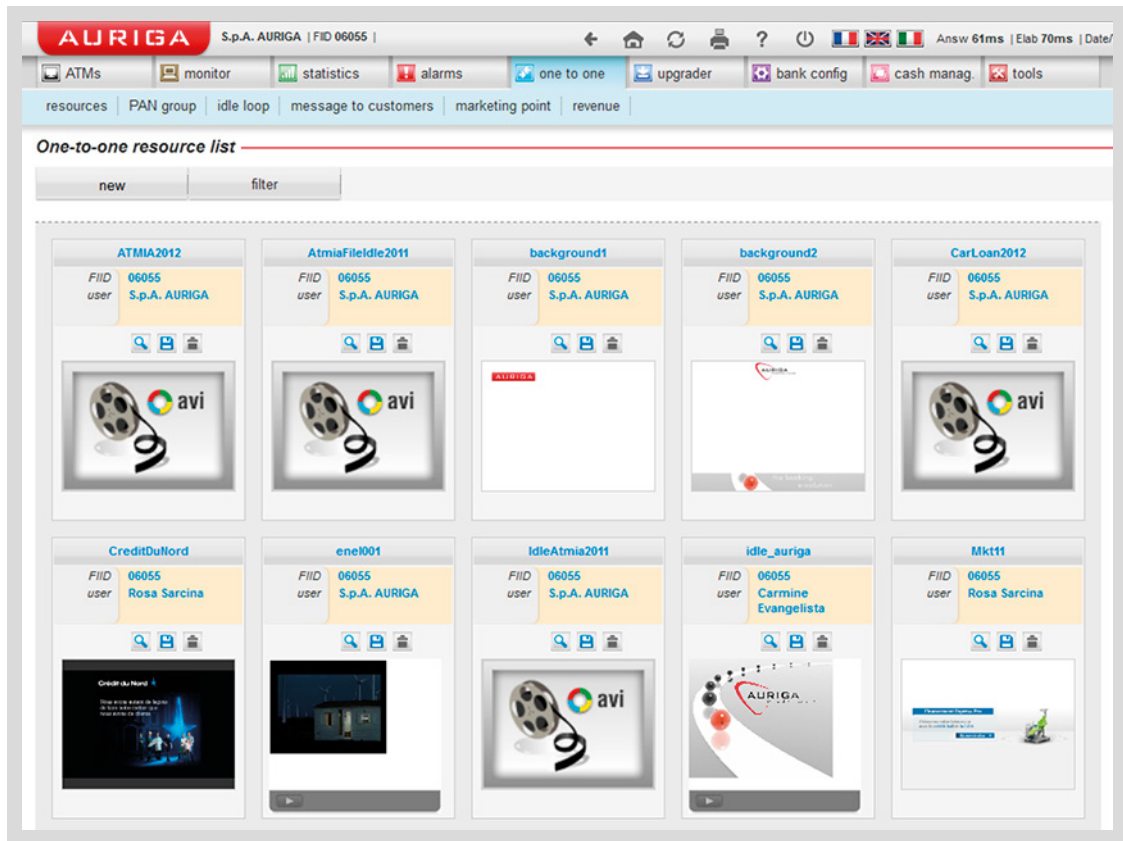 AURIGA S.p.A. AURIGA | FIID 06055 | ? Answ 61ms | Elab 70ms | Date/
ATMs monitor statistics alarms one to one upgrader bank config cash manag. tools
resources PAN group idle loop message to customers marketing point revenue
One-to-one resource list
new filter
ATMIA2012 AtmiaFileIdle2011 background1 background2 CarLoan2012
FIID 06055 FIID 06055 FIID 06055 FIID 06055 FIID 06055
user S.p.A. AURIGA user S.p.A. AURIGA user S.p.A. AURIGA user S.p.A. AURIGA user S.p.A. AURIGA
avi avi AURIGA AURIGA avi
CreditDuNord enel001 IdleAtmia2011 idle_auriga Mkt11
FIID 06055 FIID 06055 FIID 06055 FIID 06055 FIID 06055
user Rosa Sarcina user S.p.A. AURIGA user S.p.A. AURIGA user Carmine user Rosa Sarcina
Evangelista
Crédit du Nord avi AURIGA